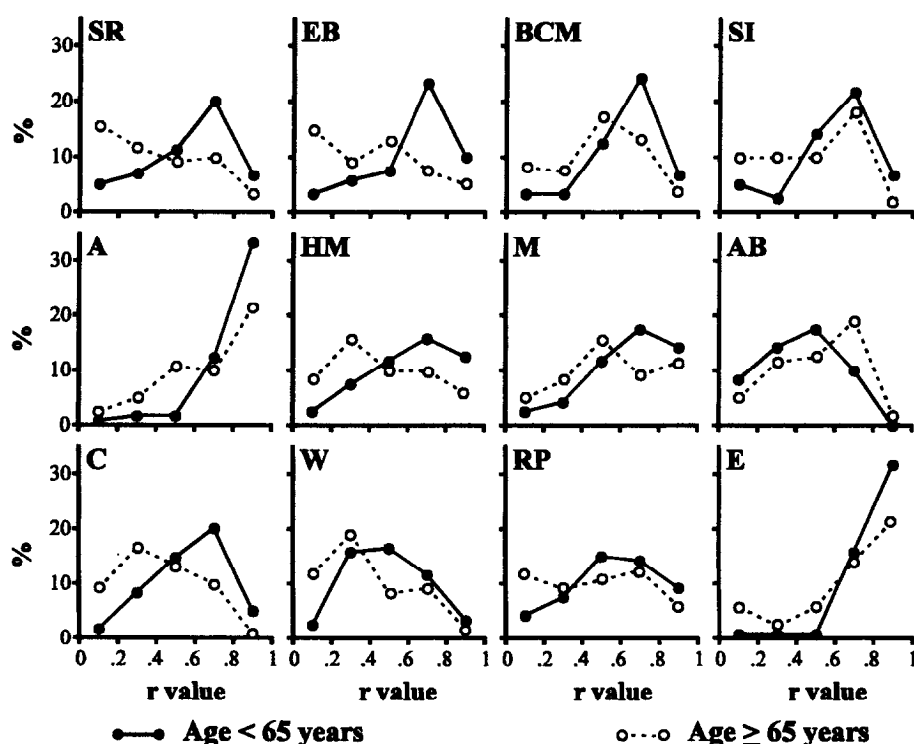 SR EB BCM SI
30
20
10
0
%
A HM M AB
30
20
10
0
%
C W RP E
30
20
10
0
%
0 .2 .4 .6 .8 1 0 .2 .4 .6 .8 1 0 .2 .4 .6 .8 1 0 .2 .4 .6 .8 1
r value r value r value r value
Age < 65 years Age ≥ 65 years